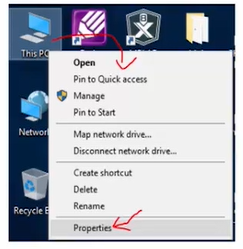 This PC
Open
Pin to Quick access
Manage
Pin to Start
Map network drive...
Disconnect network drive...
Network
Create shortcut
Delete
Rename
Recycle B
Properties